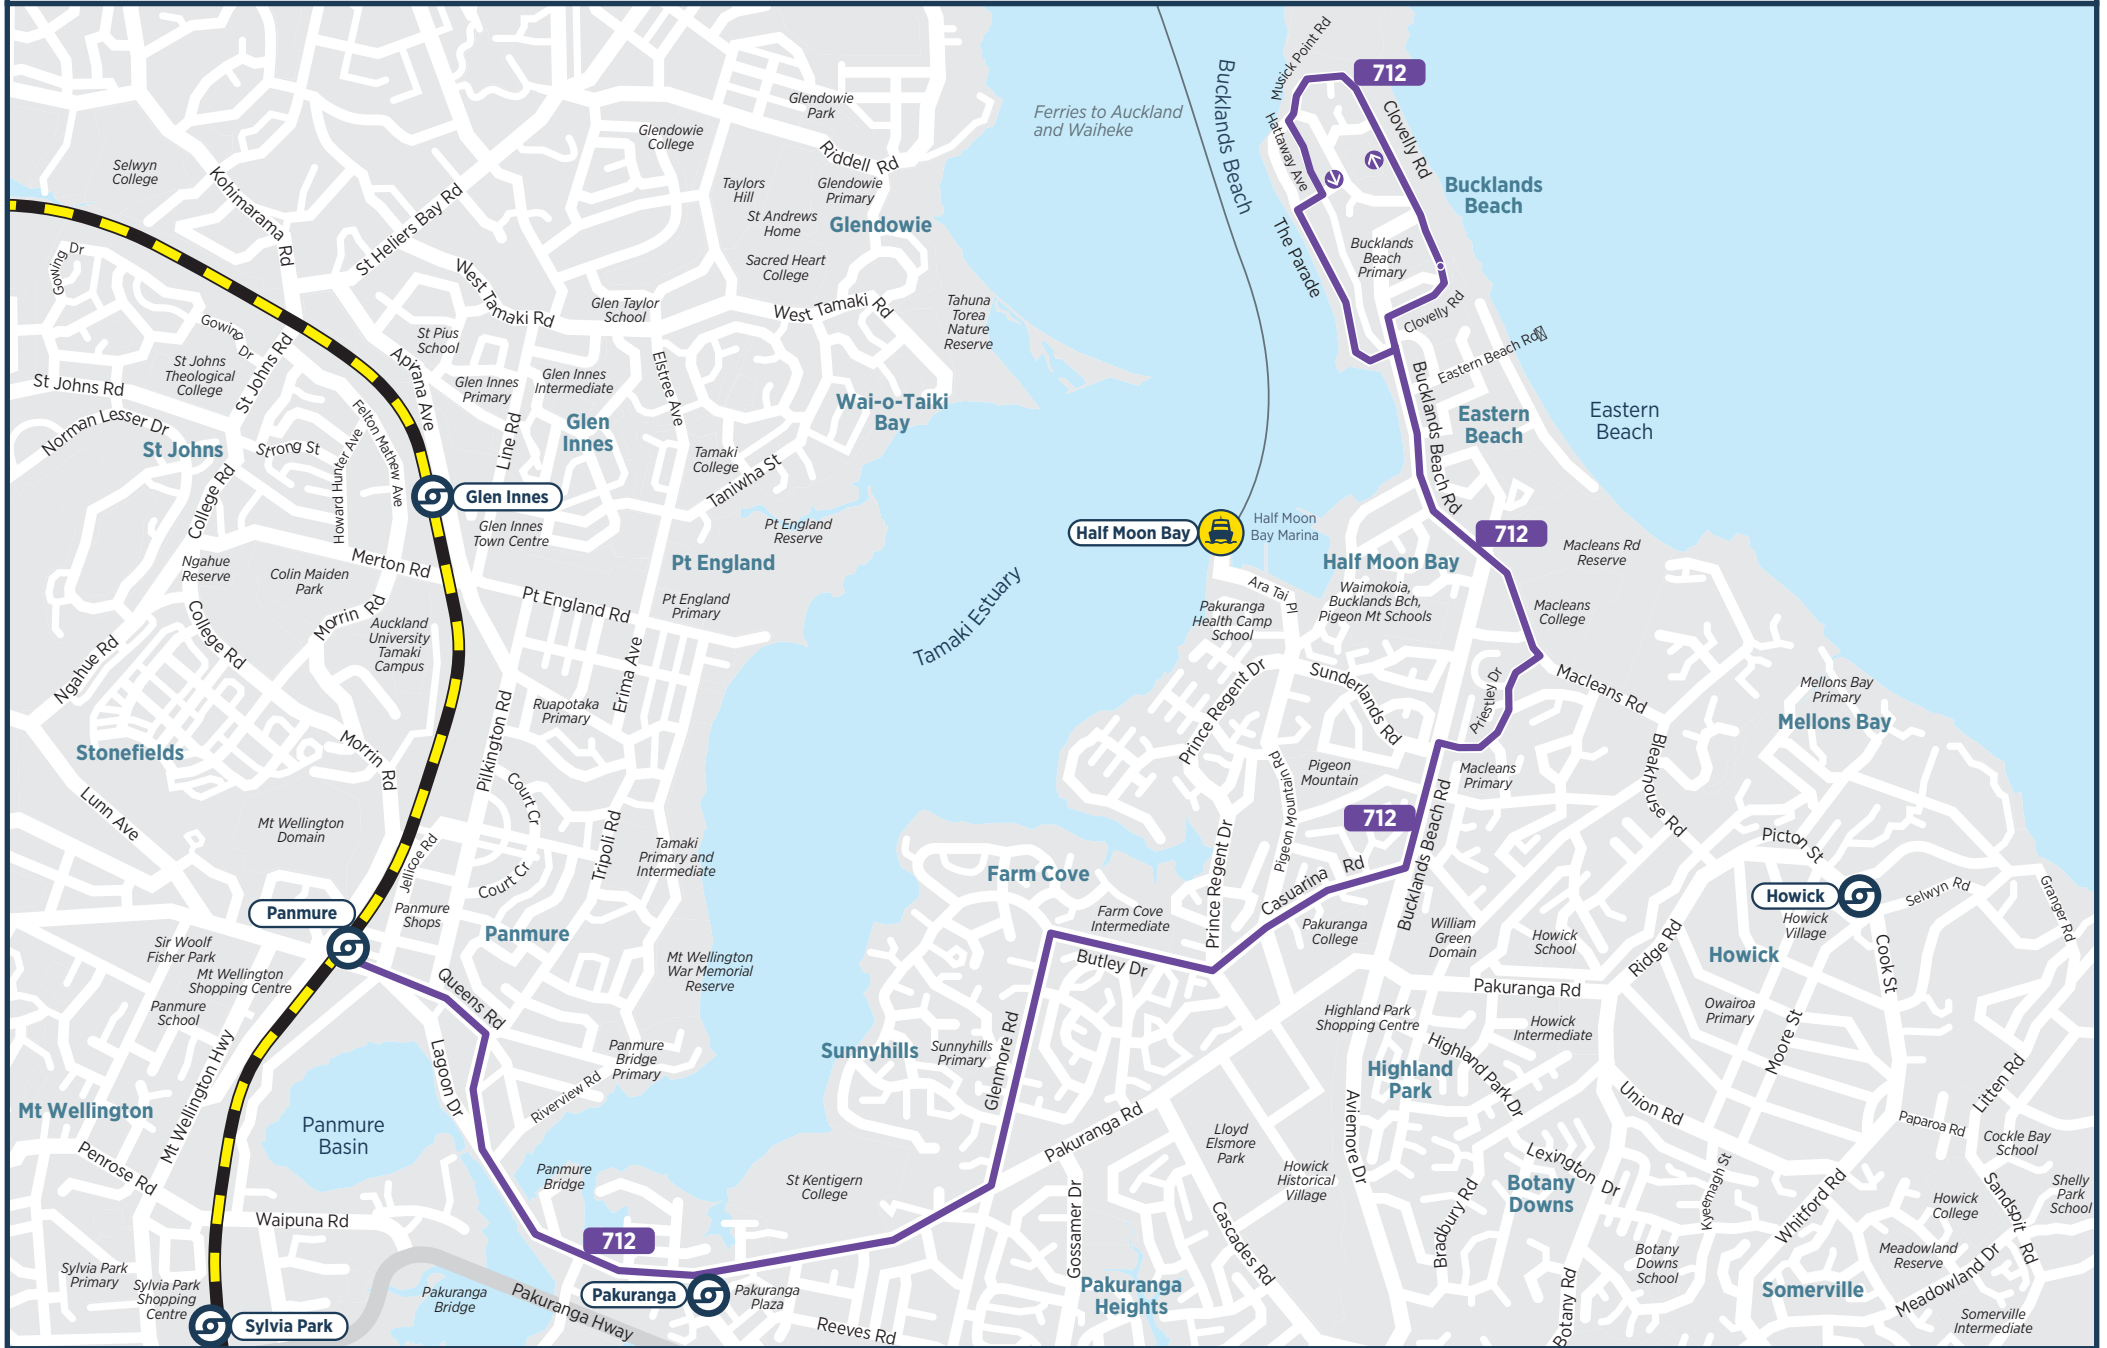 Musick Point Rd
712
Clovelly Rd
Bucklands Beach
Ferries to Auckland
and Waiheke
Glendowie
Park
Glendowie
College
Riddell Rd
Hattaway Ave
Selwyn
College
Kohimarama Rd
Taylors
Hill
Glendowie
Primary
Bucklands
Beach
St Heliers Bay Rd
St Andrews
Home
Glendowie
The Parade
Bucklands
Beach
Primary
Gowing Dr
West Tamaki Rd
Sacred Heart
College
Glen Taylor
School
West Tamaki Rd
Tahuna
Torea
Nature
Reserve
Clovelly Rd
Eastern Beach Rd
Gowing Dr
St Pius
School
St Johns Rd
Apirana Ave
St Johns
Theological
College
St Johns Rd
Glen Innes
Primary
Glen Innes
Intermediate
Elstree Ave
Bucklands Beach Rd
Wai-o-Taiki
Bay
Eastern
Beach
Eastern
Beach
Norman Lesser Dr
St Johns
Strong St
Felton Mathew Ave
Howard Hunter Ave
Line Rd
Glen
Innes
Tamaki
College
Taniwha St
College Rd
Glen Innes
Glen Innes
Town Centre
Pt England
Reserve
Half Moon Bay
Half Moon
Bay Marina
712
Macleans Rd
Reserve
Ngahue
Reserve
Colin Maiden
Park
Merton Rd
Pt England
Half Moon Bay
Pt England Rd
Pt England
Primary
Tamaki Estuary
Ara Tai Pl
Waimokoia,
Bucklands Bch,
Pigeon Mt Schools
Pakuranga
Health Camp
School
Macleans
College
College Rd
Morrin Rd
Auckland
University
Tamaki
Campus
Ngahue Rd
Erima Ave
Prince Regent Dr
Sunderlands Rd
Priestley Dr
Macleans Rd
Mellons Bay
Primary
Mellons Bay
Ruapotaka
Primary
Pilkington Rd
Stonefields
Morrin Rd
Pigeon Mountain Rd
Pigeon
Mountain
Macleans
Primary
Bleakhouse Rd
Lunn Ave
Mt Wellington
Domain
Court Cr
Tripoli Rd
Tamaki
Primary and
Intermediate
712
Bucklands Beach Rd
Picton St
Jellicoe Rd
Court Cr
Farm Cove
Prince Regent Dr
Casuarina Rd
Howick
Howick
Village
Selwyn Rd
Granger Rd
Panmure
Panmure
Shops
Panmure
Farm Cove
Intermediate
Pakuranga
College
William
Green
Domain
Howick
School
Ridge Rd
Howick
Cook St
Sir Woolf
Fisher Park
Mt Wellington
Shopping Centre
Mt Wellington
War Memorial
Reserve
Butley Dr
Pakuranga Rd
Queens Rd
Panmure
School
Highland Park
Shopping Centre
Howick
Intermediate
Owairoa
Primary
Moore St
Mt Wellington Hwy
Lagoon Dr
Panmure
Bridge
Primary
Sunnyhills
Sunnyhills
Primary
Glenmore Rd
Highland
Park
Highland Park Dr
Riverview Rd
Mt Wellington
Panmure
Basin
Pakuranga Rd
Lloyd
Elsmore
Park
Aviemore Dr
Union Rd
Litten Rd
Paparoa Rd
Cockle Bay
School
Penrose Rd
Panmure
Bridge
St Kentigern
College
Howick
Historical
Village
Lexington Dr
Botany
Downs
Kyeemagh St
Whitford Rd
Sandspit Rd
Shelly
Park
School
Howick
College
Waipuna Rd
712
Gossamer Dr
Cascades Rd
Bradbury Rd
Botany
Downs
School
Meadowland
Reserve
Meadowland Dr
Sylvia Park
Primary
Sylvia Park
Shopping
Centre
Pakuranga
Bridge
Pakuranga Hwy
Pakuranga
Pakuranga
Plaza
Pakuranga
Heights
Somerville
Botany Rd
Somerville
Intermediate
Sylvia Park
Reeves Rd